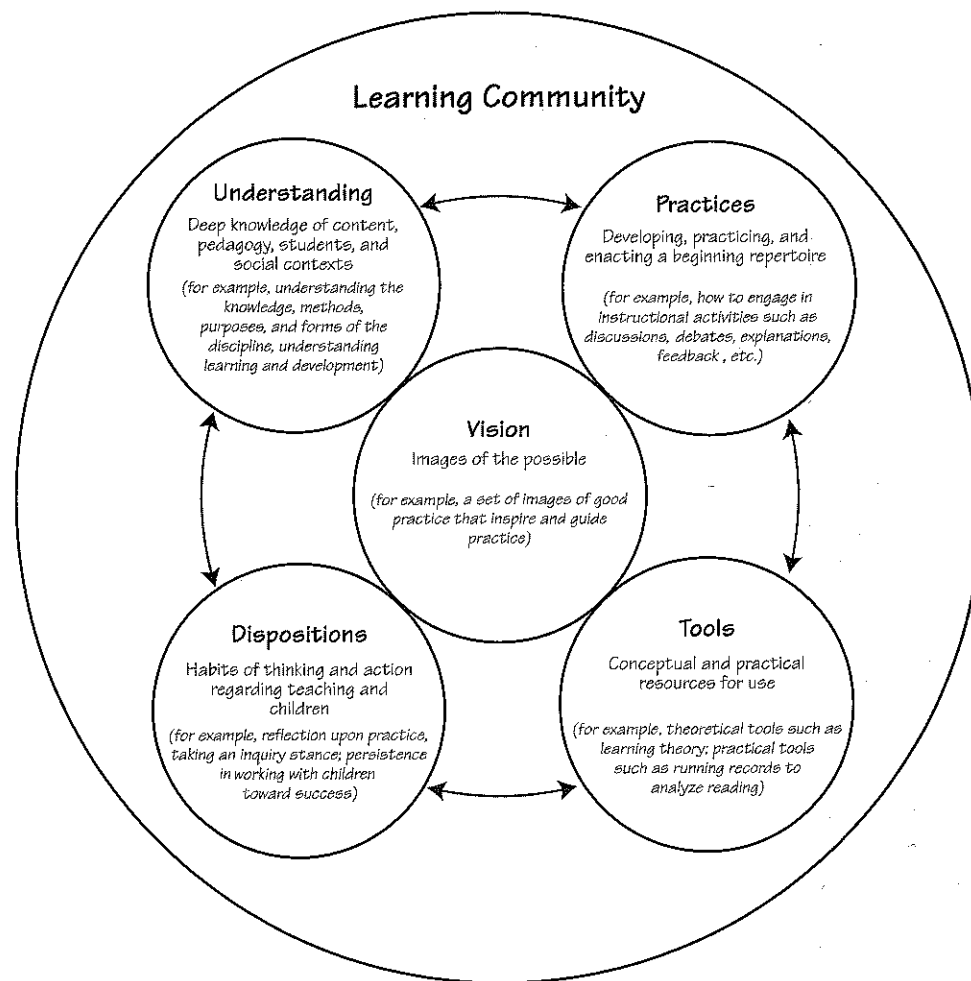 Learning Community
Understanding
Deep knowledge of content,
pedagogy, students, and
social contexts
(for example, understanding the
knowledge, methods,
purposes, and forms of the
discipline, understanding
learning and development)
Practices
Developing, practicing, and
enacting a beginning repertoire
(for example, how to engage in
instructional activities such as
discussions, debates, explanations,
feedback , etc.)
Vision
Images of the possible
(for example, a set of images of good
practice that inspire and guide
practice)
Dispositions
Habits of thinking and action
regarding teaching and
children
(for example, reflection upon practice,
taking an inquiry stance; persistence
in working with children
toward success)
Tools
Conceptual and practical
resources for use
(for example, theoretical tools such as
learning theory; practical tools
such as running records to
analyze reading)